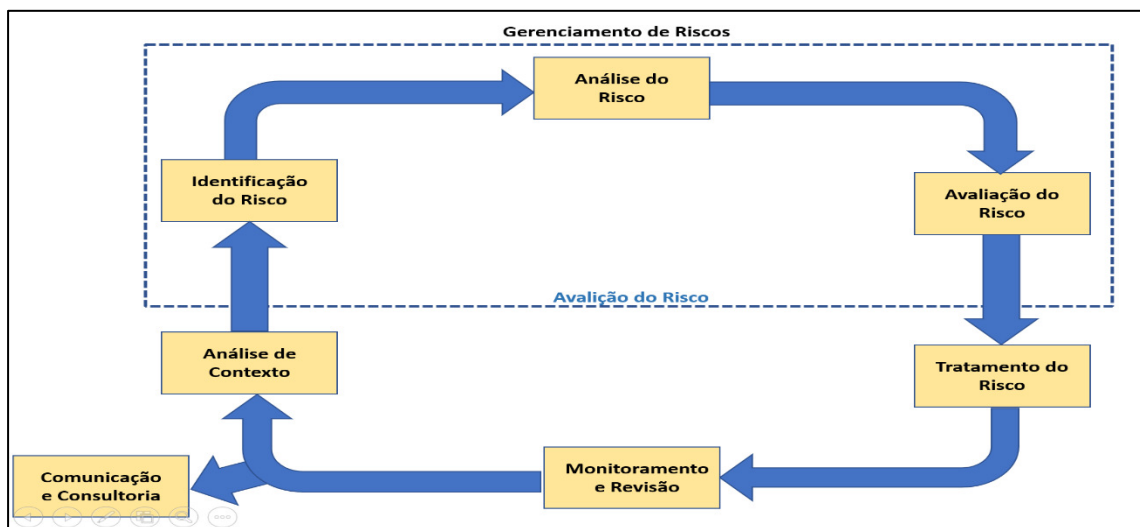 Gerenciamento de Riscos
Análise do
Risco
Identificação
do Risco
Avaliação do
Risco
Avalição do Risco
Análise de
Contexto
Tratamento do
Risco
Monitoramento
e Revisão
Comunicação
e Consultoria